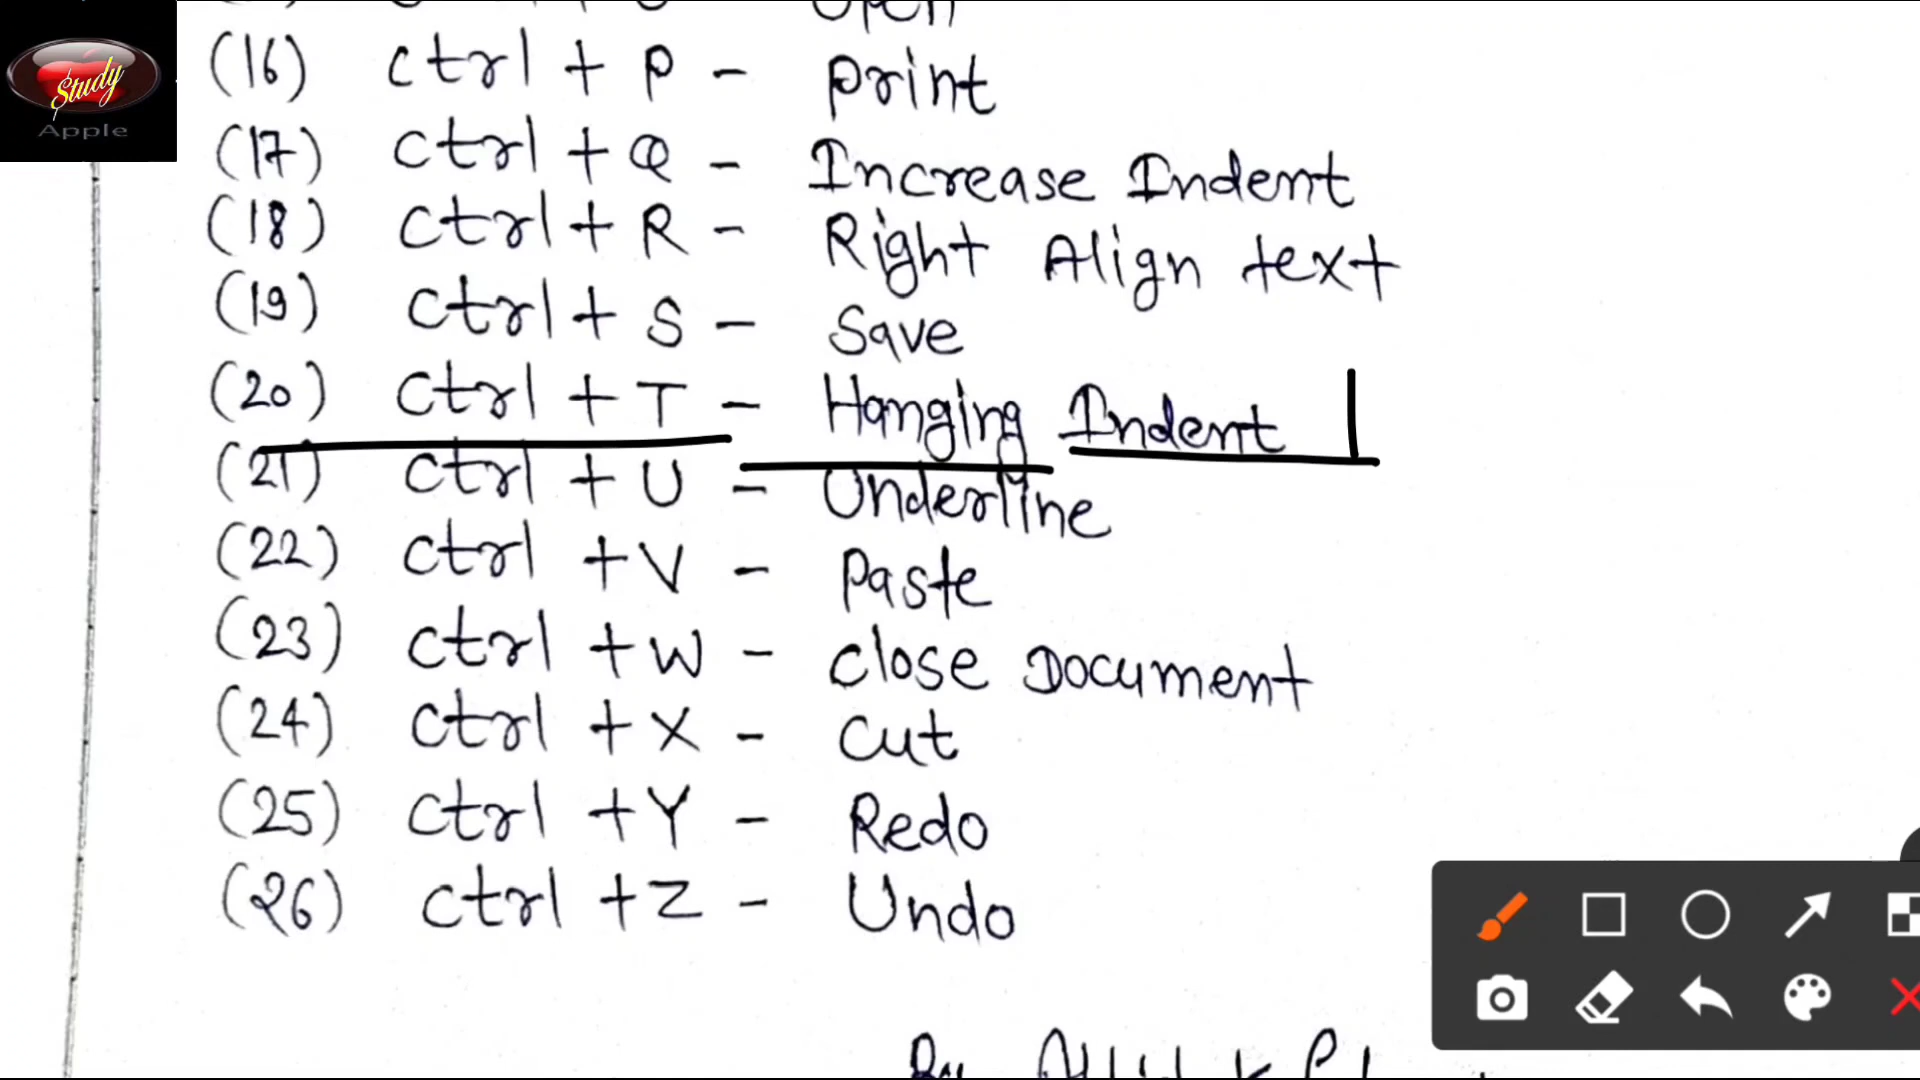 Study
Apple
Open
(16) Ctrl + P - Print
(17) Ctrl + Q - Increase Indent
(18) Ctrl + R - Right Align text
(19) Ctrl + S - Save
(20) Ctrl + T - Hanging Indent
(21) Ctrl + U - Underline
(22) Ctrl + V - Paste
(23) Ctrl + W - Close Document
(24) Ctrl + X - Cut
(25) Ctrl + Y - Redo
(26) Ctrl + Z - Undo
By